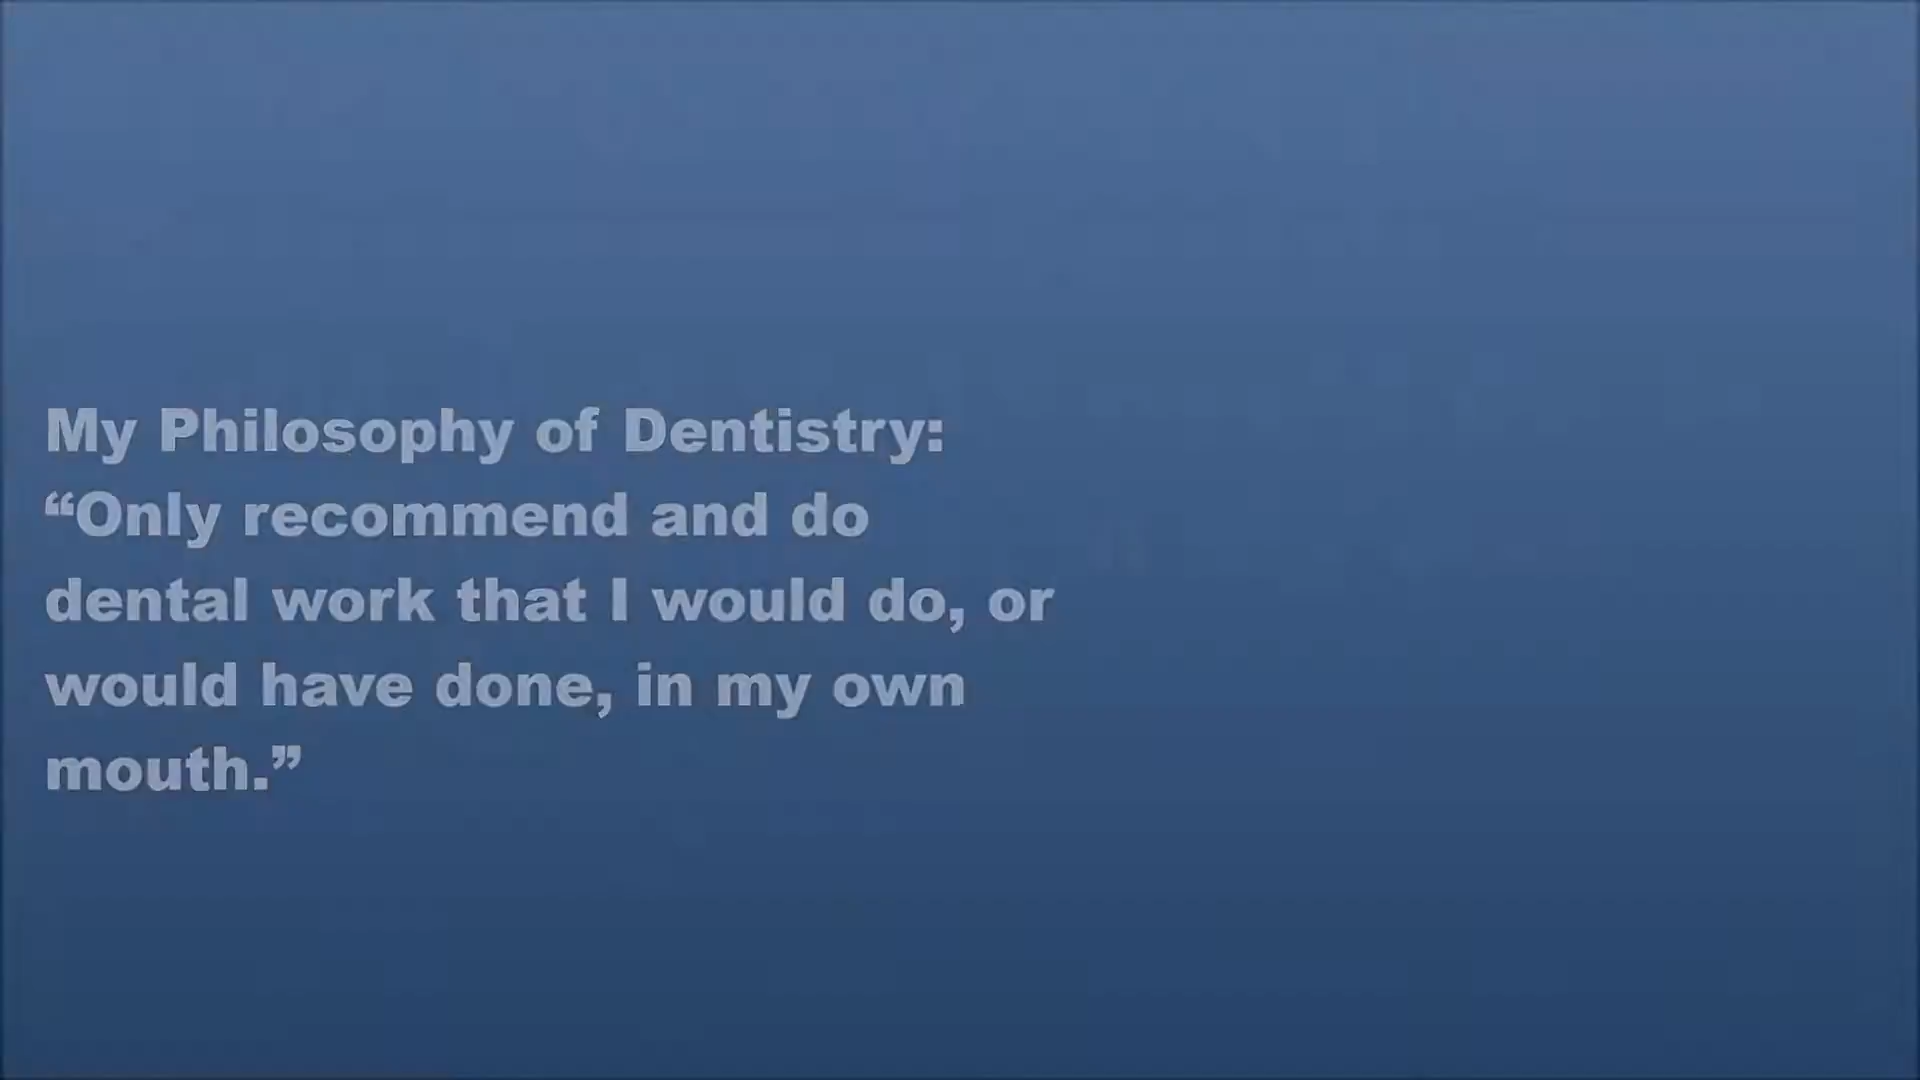 My Philosophy of Dentistry:
“Only recommend and do
dental work that I would do, or
would have done, in my own
mouth.”